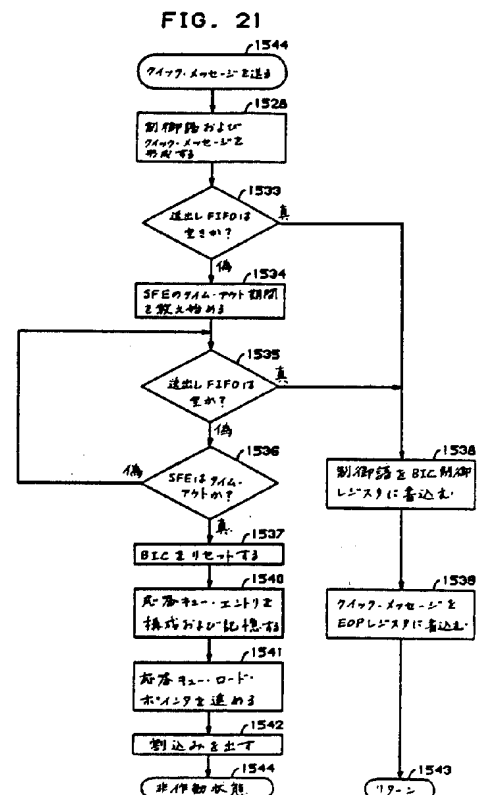 FIG. 21
1544
クイック・メッセージを送る
1528
制御語および
クイック・メッセージを
形成する
1533
送出しFIFOは
空きか?
真
偽
1534
SFEのタイム・アウト期間
を数え始める
1535
送出しFIFOは
空か?
真
偽
1536
SFEはタイム・
アウトか?
偽
真
1537
BICをリセットする
1540
応答キュー・エントリを
構成および記憶する
1541
応答キュー・ロード・
ポインタを進める
1542
割込みを出す
1544
非作動状態
1538
制御語をBIC制御
レジスタに書込む
1539
クイック・メッセージを
EOPレジスタに書込む
1543
リターン